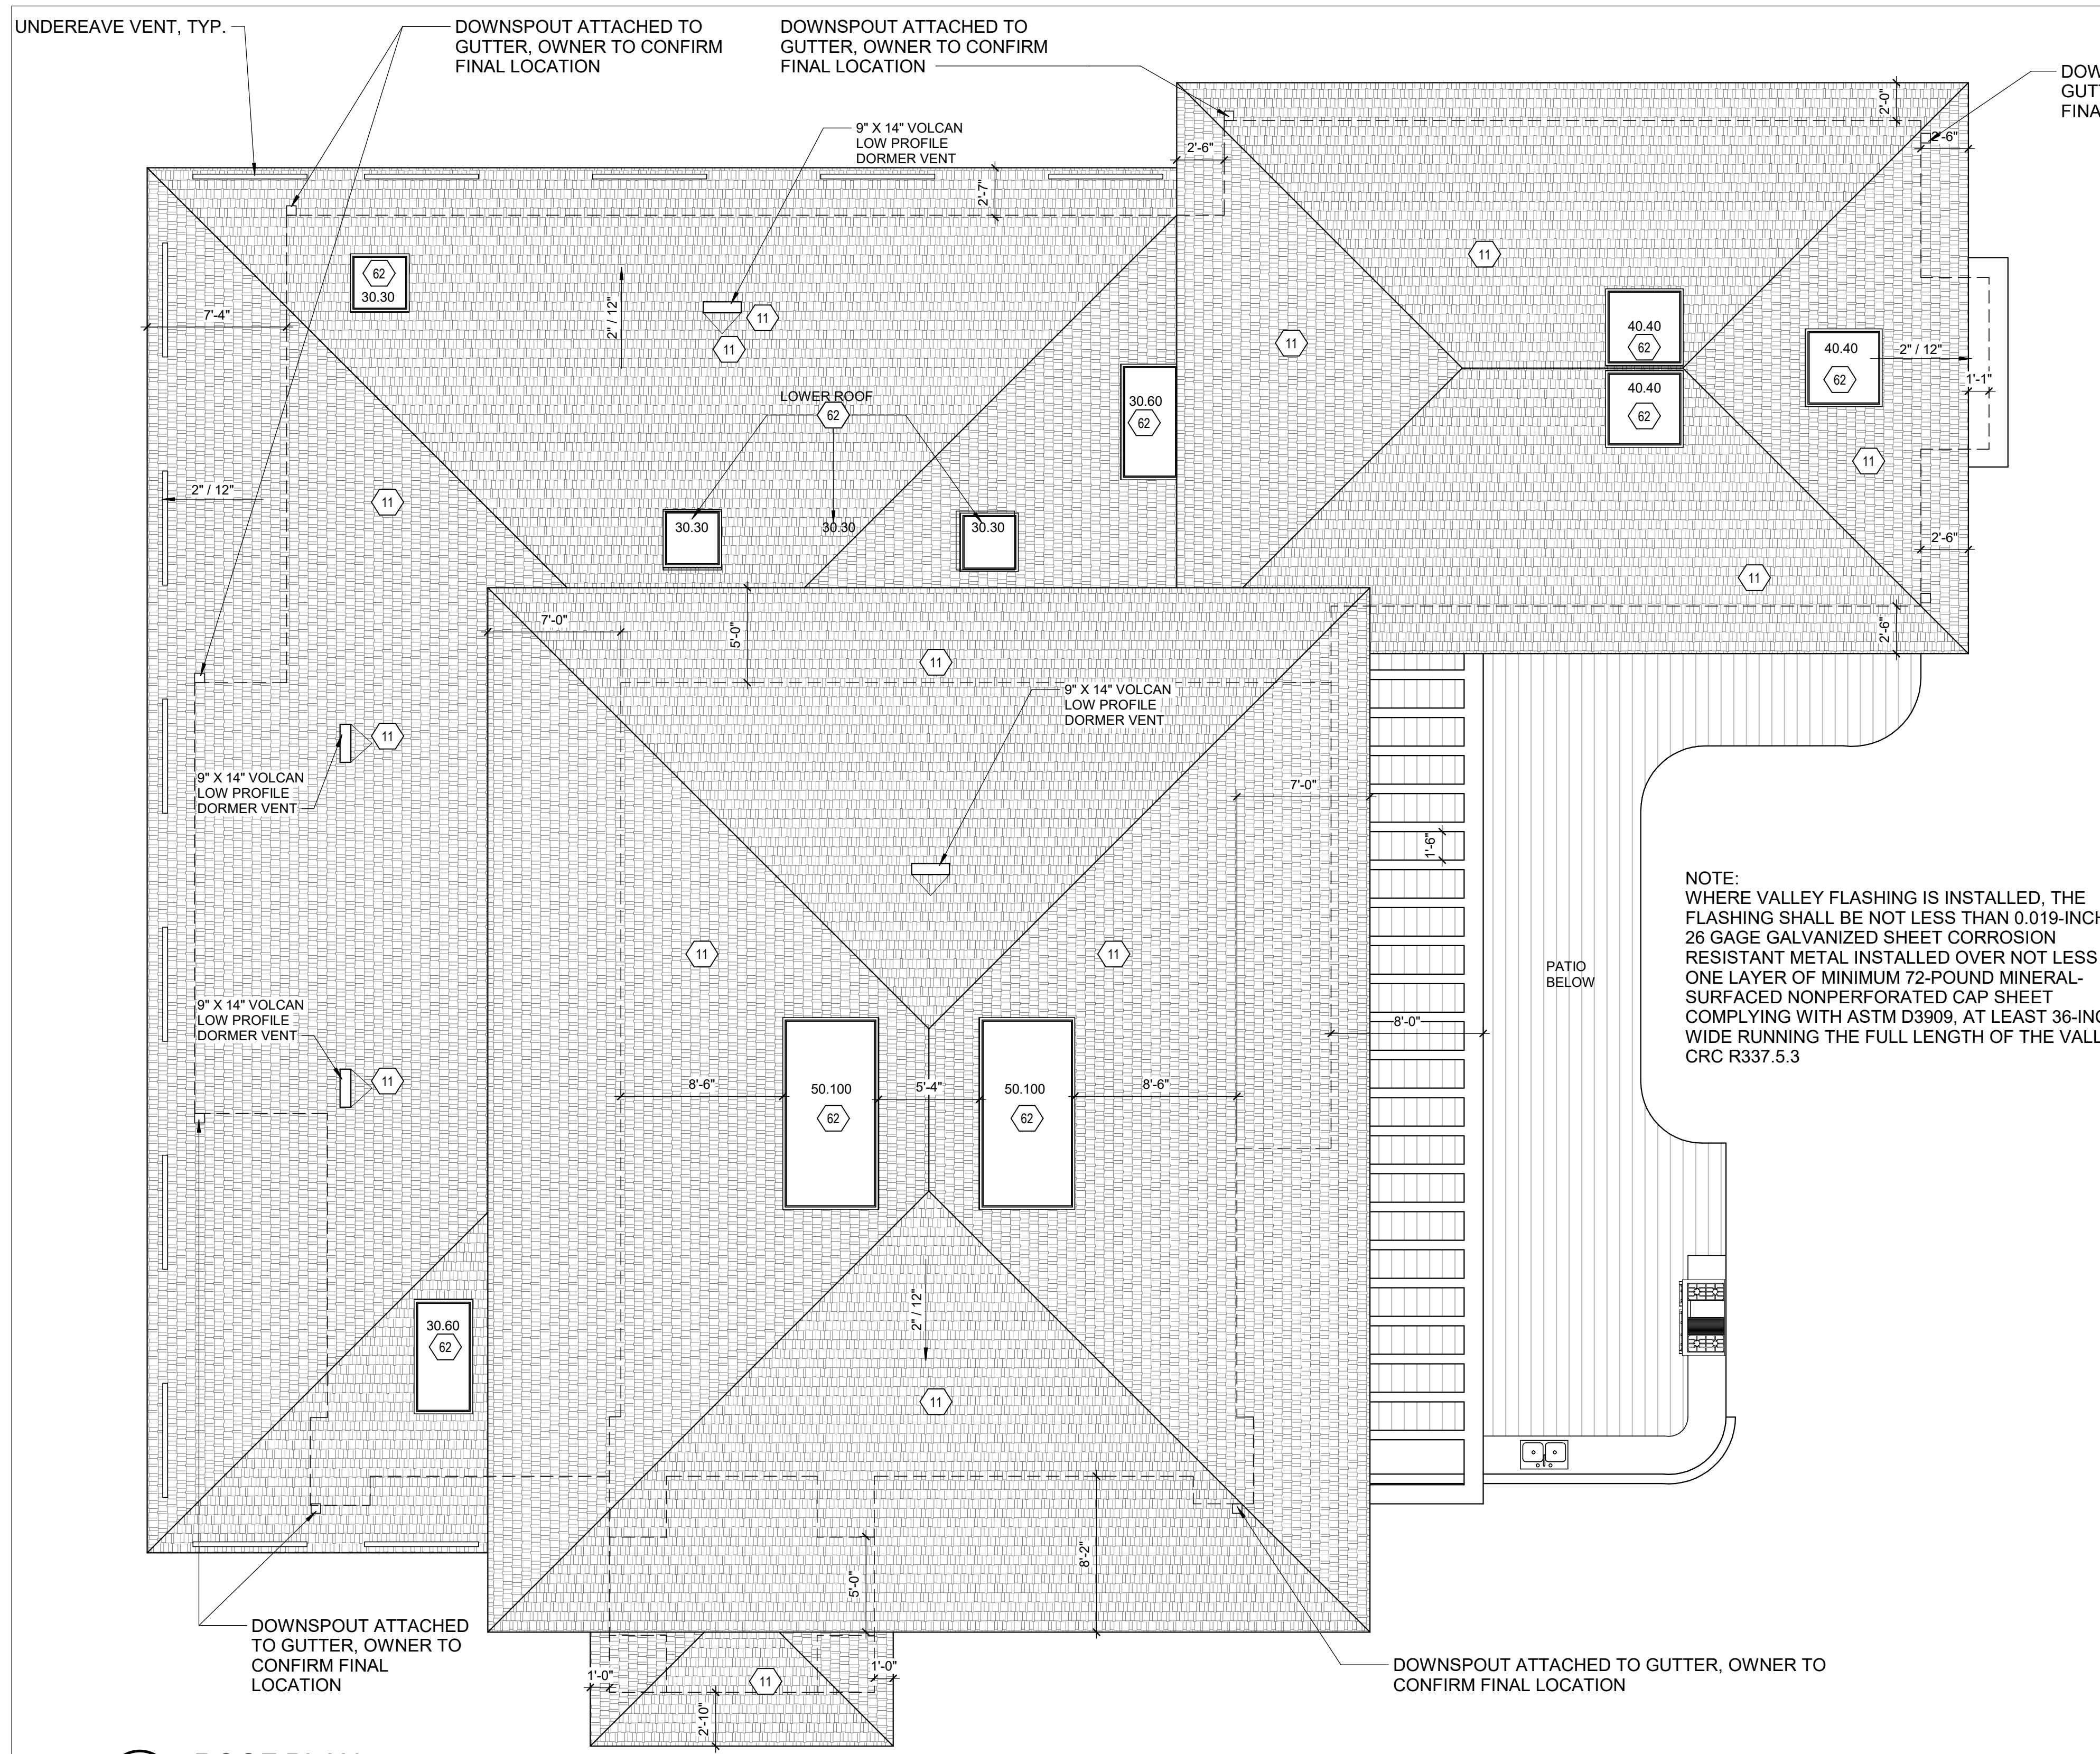 UNDEREAVE VENT, TYP.
DOWNSPOUT ATTACHED TO
GUTTER, OWNER TO CONFIRM
FINAL LOCATION
DOWNSPOUT ATTACHED TO
GUTTER, OWNER TO CONFIRM
FINAL LOCATION
DOW
GUT
FINA
9" X 14" VOLCAN
LOW PROFILE
DORMER VENT
2'-0"
2'-6"
2'-6"
2'-7"
62
30.30
7'-4"
2" / 12"
11
11
11
11
40.40
62
40.40
62
40.40
62
2" / 12"
1'-1"
LOWER ROOF
62
30.60
62
11
2" / 12"
11
30.30
30.30
30.30
2'-6"
11
7'-0"
5'-0"
2'-6"
11
9" X 14" VOLCAN
LOW PROFILE
DORMER VENT
11
9" X 14" VOLCAN
LOW PROFILE
DORMER VENT
7'-0"
1'-6"
NOTE:
WHERE VALLEY FLASHING IS INSTALLED, THE
FLASHING SHALL BE NOT LESS THAN 0.019-INCH
26 GAGE GALVANIZED SHEET CORROSION
RESISTANT METAL INSTALLED OVER NOT LESS
ONE LAYER OF MINIMUM 72-POUND MINERAL-
SURFACED NONPERFORATED CAP SHEET
COMPLYING WITH ASTM D3909, AT LEAST 36-INC
WIDE RUNNING THE FULL LENGTH OF THE VALL
CRC R337.5.3
11
11
PATIO
BELOW
9" X 14" VOLCAN
LOW PROFILE
DORMER VENT
11
8'-0"
8'-6"
50.100
62
5'-4"
50.100
62
8'-6"
2" / 12"
30.60
62
11
5'-0"
8'-2"
DOWNSPOUT ATTACHED
TO GUTTER, OWNER TO
CONFIRM FINAL
LOCATION
1'-0"
11
1'-0"
2'-10"
DOWNSPOUT ATTACHED TO GUTTER, OWNER TO
CONFIRM FINAL LOCATION